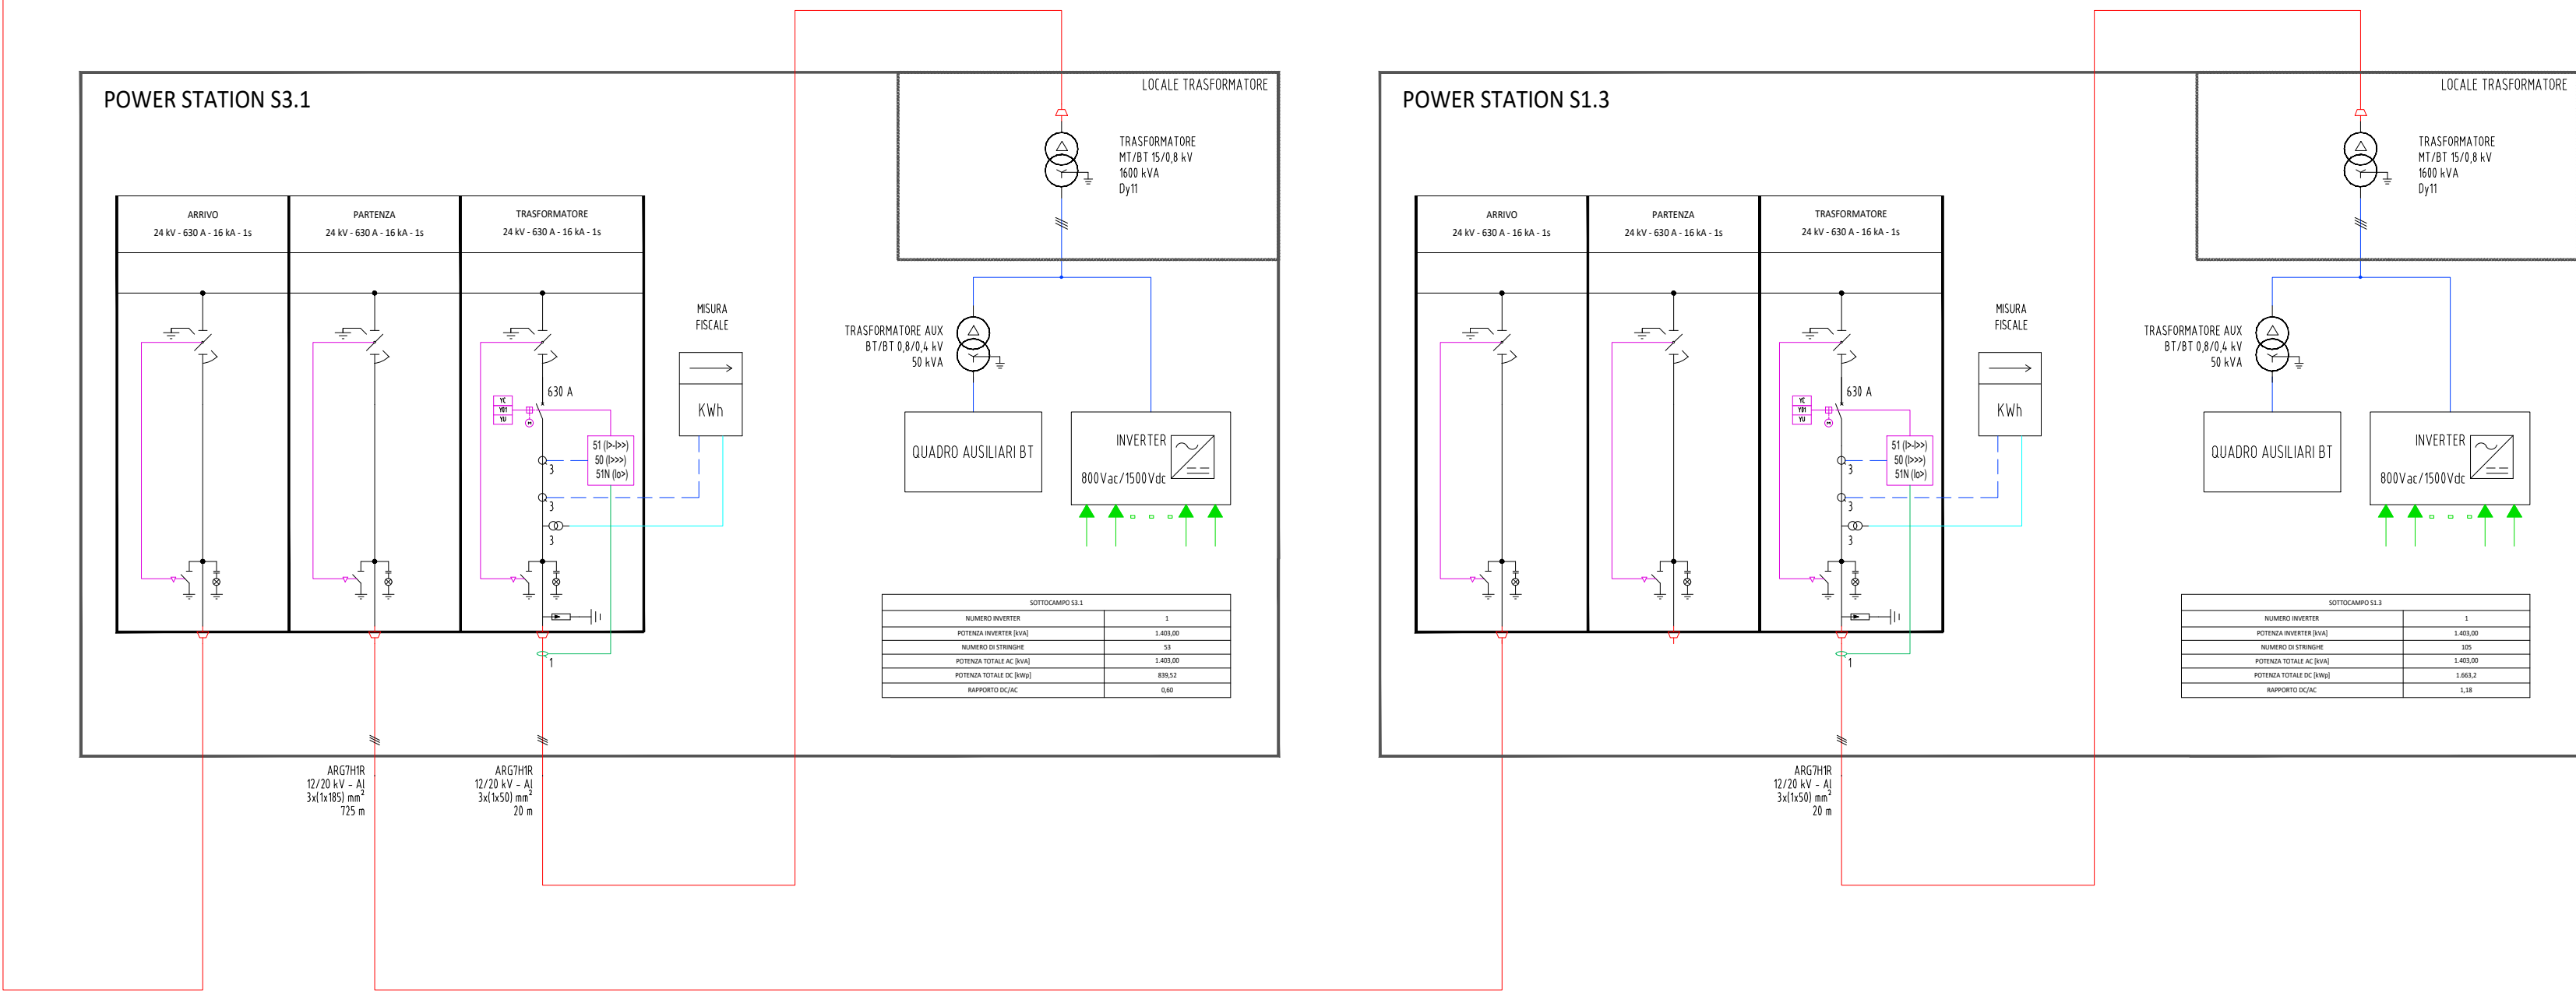 POWER STATION S3.1
LOCALE TRASFORMATORE
TRASFORMATORE
MT/BT 15/0,8 kV
1600 kVA
Dy11
ARRIVO
24 kV - 630 A - 16 kA - 1s
PARTENZA
24 kV - 630 A - 16 kA - 1s
TRASFORMATORE
24 kV - 630 A - 16 kA - 1s
630 A
YC
YO1
YU
M
51 (I>-I>>)
50 (I>>>)
51N (Io>)
3
3
3
1
MISURA
FISCALE
KWh
TRASFORMATORE AUX
BT/BT 0,8/0,4 kV
50 kVA
QUADRO AUSILIARI BT
INVERTER
800Vac/1500Vdc
SOTTOCAMPO S3.1
NUMERO INVERTER 1
POTENZA INVERTER [kVA] 1.403,00
NUMERO DI STRINGHE 53
POTENZA TOTALE AC [kVA] 1.403,00
POTENZA TOTALE DC [kWp] 839,52
RAPPORTO DC/AC 0,60
ARG7H1R
12/20 kV - Al
3x(1x185) mm²
725 m
ARG7H1R
12/20 kV - Al
3x(1x50) mm²
20 m
POWER STATION S1.3
LOCALE TRASFORMATORE
TRASFORMATORE
MT/BT 15/0,8 kV
1600 kVA
Dy11
ARRIVO
24 kV - 630 A - 16 kA - 1s
PARTENZA
24 kV - 630 A - 16 kA - 1s
TRASFORMATORE
24 kV - 630 A - 16 kA - 1s
630 A
YC
YO1
YU
M
51 (I>-I>>)
50 (I>>>)
51N (Io>)
3
3
3
1
MISURA
FISCALE
KWh
TRASFORMATORE AUX
BT/BT 0,8/0,4 kV
50 kVA
QUADRO AUSILIARI BT
INVERTER
800Vac/1500Vdc
SOTTOCAMPO S1.3
NUMERO INVERTER 1
POTENZA INVERTER [kVA] 1.403,00
NUMERO DI STRINGHE 105
POTENZA TOTALE AC [kVA] 1.403,00
POTENZA TOTALE DC [kWp] 1.663,2
RAPPORTO DC/AC 1,18
ARG7H1R
12/20 kV - Al
3x(1x50) mm²
20 m